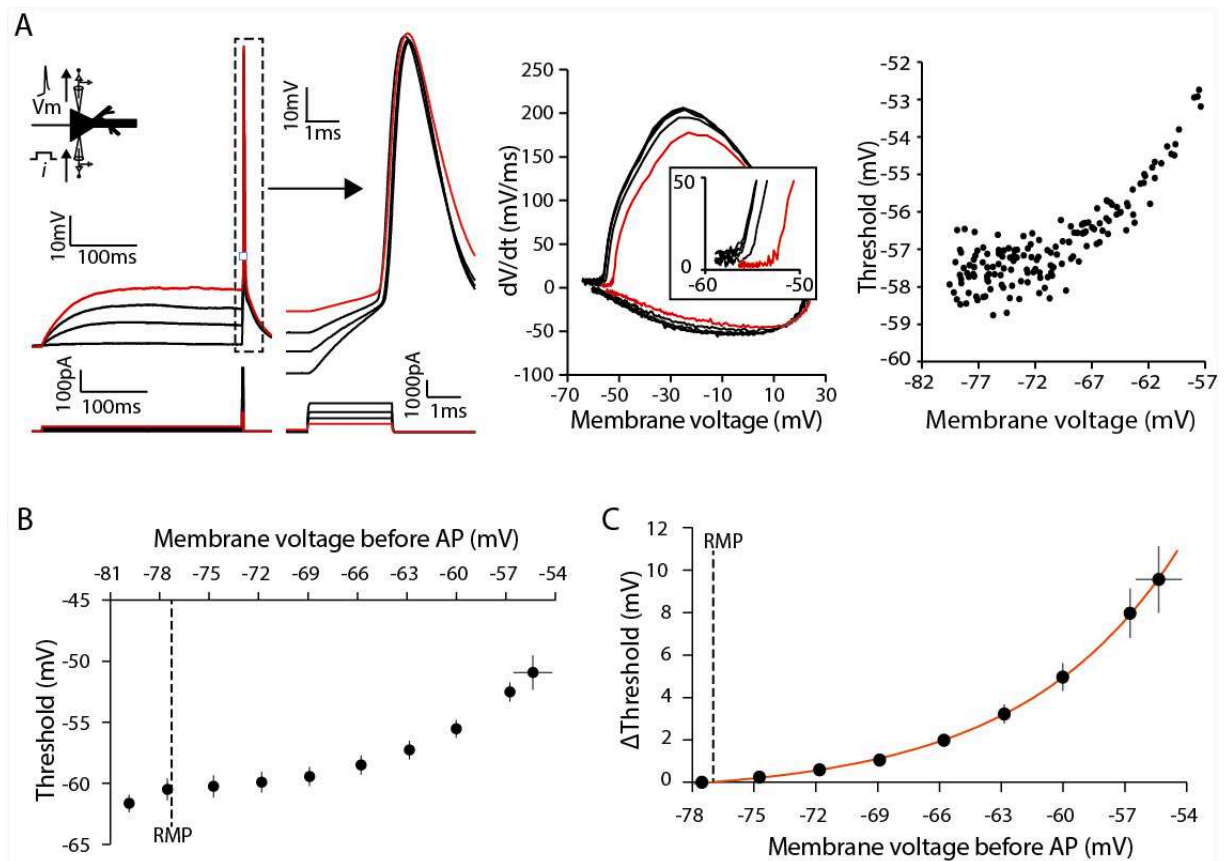 A
Vm
i
10mV
100ms
100pA
100ms
10mV
1ms
1000pA
1ms
dV/dt (mV/ms)
250
200
150
100
50
0
-50
-100
-70
-50
-30
-10
10
30
Membrane voltage (mV)
50
0
-60
-50
Threshold (mV)
-52
-53
-54
-55
-56
-57
-58
-59
-60
-82
-77
-72
-67
-62
-57
Membrane voltage (mV)
B
Membrane voltage before AP (mV)
-81
-78
-75
-72
-69
-66
-63
-60
-57
-54
Threshold (mV)
-45
-50
-55
-60
-65
RMP
C
ΔThreshold (mV)
12
10
8
6
4
2
0
RMP
-78
-75
-72
-69
-66
-63
-60
-57
-54
Membrane voltage before AP (mV)